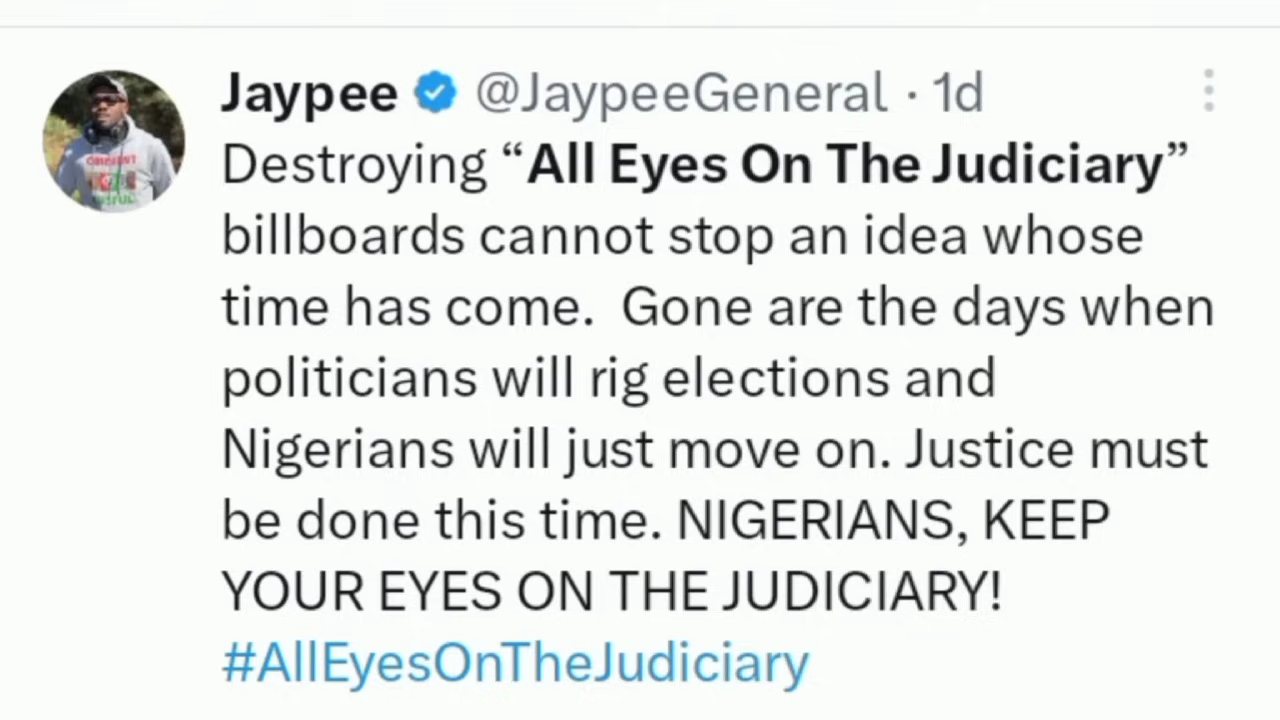 Jaypee @JaypeeGeneral · 1d
Destroying “All Eyes On The Judiciary”
billboards cannot stop an idea whose
time has come.  Gone are the days when
politicians will rig elections and
Nigerians will just move on. Justice must
be done this time. NIGERIANS, KEEP
YOUR EYES ON THE JUDICIARY!
#AllEyesOnTheJudiciary